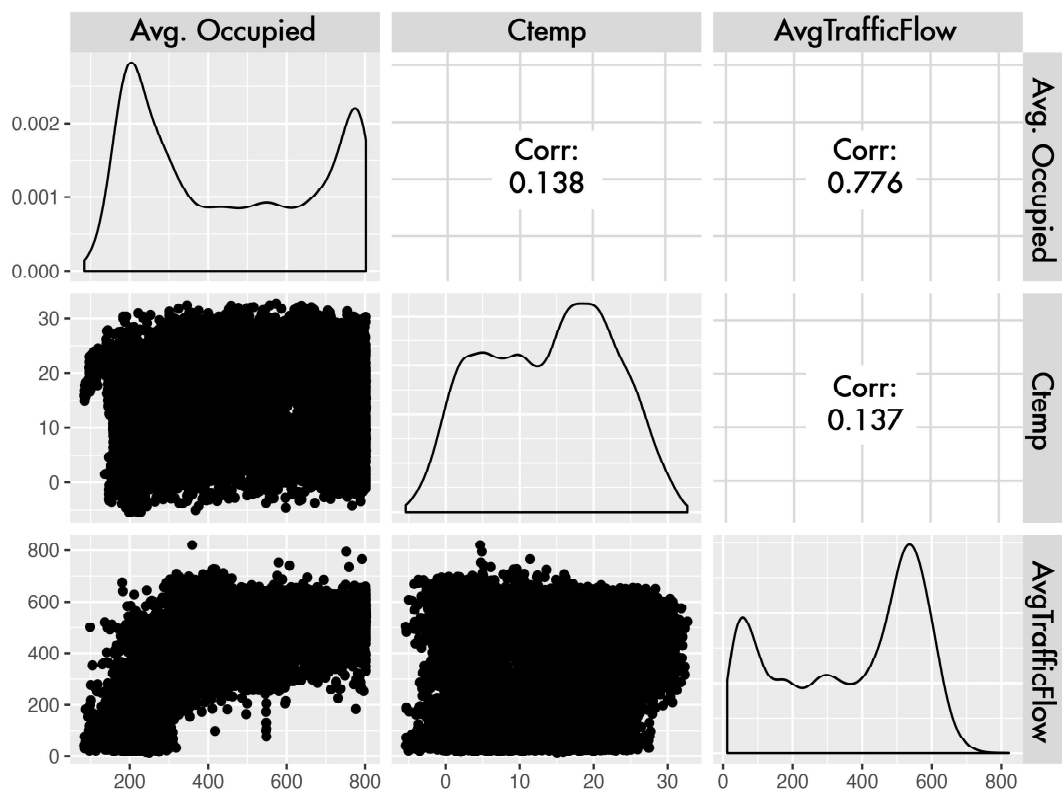 Avg. Occupied
Ctemp
AvgTrafficFlow
0.002
0.001
0.000
Corr:
0.138
Corr:
0.776
Avg. Occupied
30
20
10
0
Corr:
0.137
Ctemp
800
600
400
200
0
AvgTrafficFlow
200 400 600 800
0 10 20 30
0 200 400 600 800